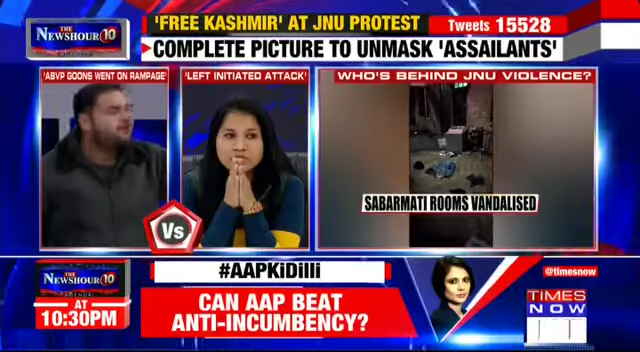 THE
NEWSHOUR 10
'FREE KASHMIR' AT JNU PROTEST
Tweets 15528
COMPLETE PICTURE TO UNMASK 'ASSAILANTS'
'ABVP GOONS WENT ON RAMPAGE'
'LEFT INITIATED ATTACK'
WHO'S BEHIND JNU VIOLENCE?
SABARMATI ROOMS VANDALISED
Vs
THE
NEWSHOUR 10
AGENDA
AT
10:30PM
#AAPKiDilli
CAN AAP BEAT
ANTI-INCUMBENCY?
@timesnow
TIMES
NOW